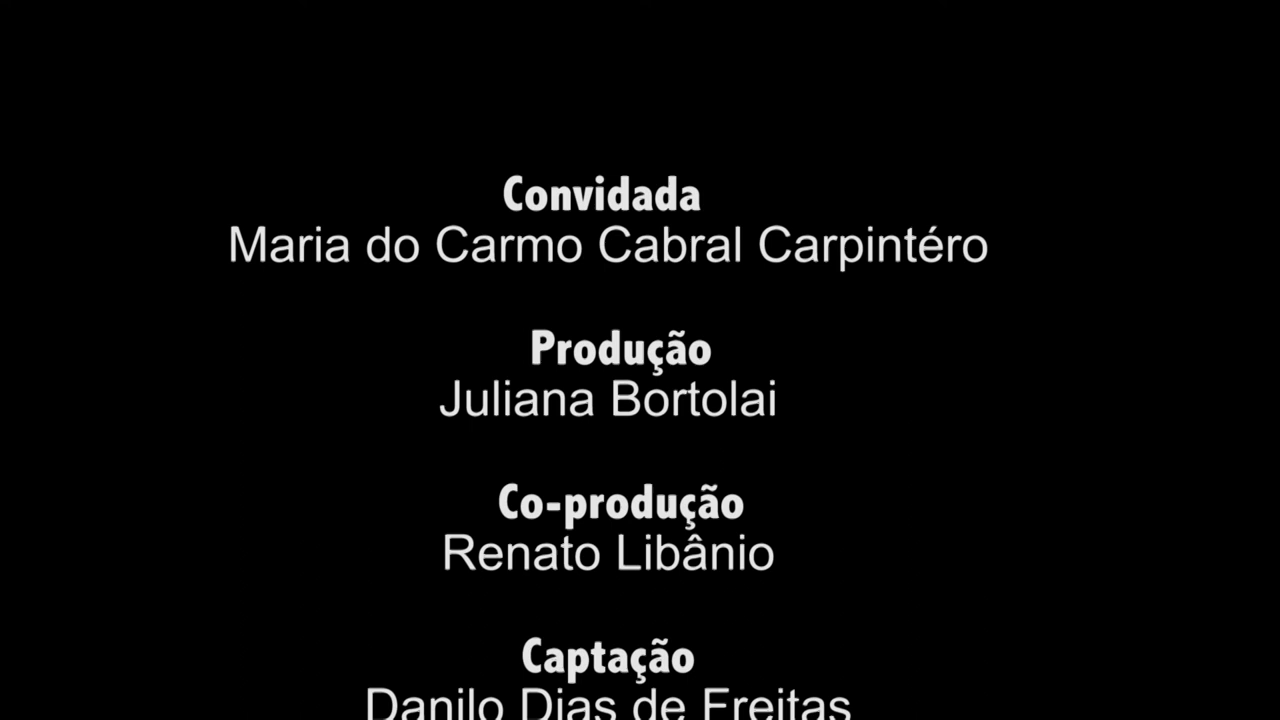 Convidada
Maria do Carmo Cabral Carpintéro
Produção
Juliana Bortolai
Co-produção
Renato Libânio
Captação
Danilo Dias de Freitas